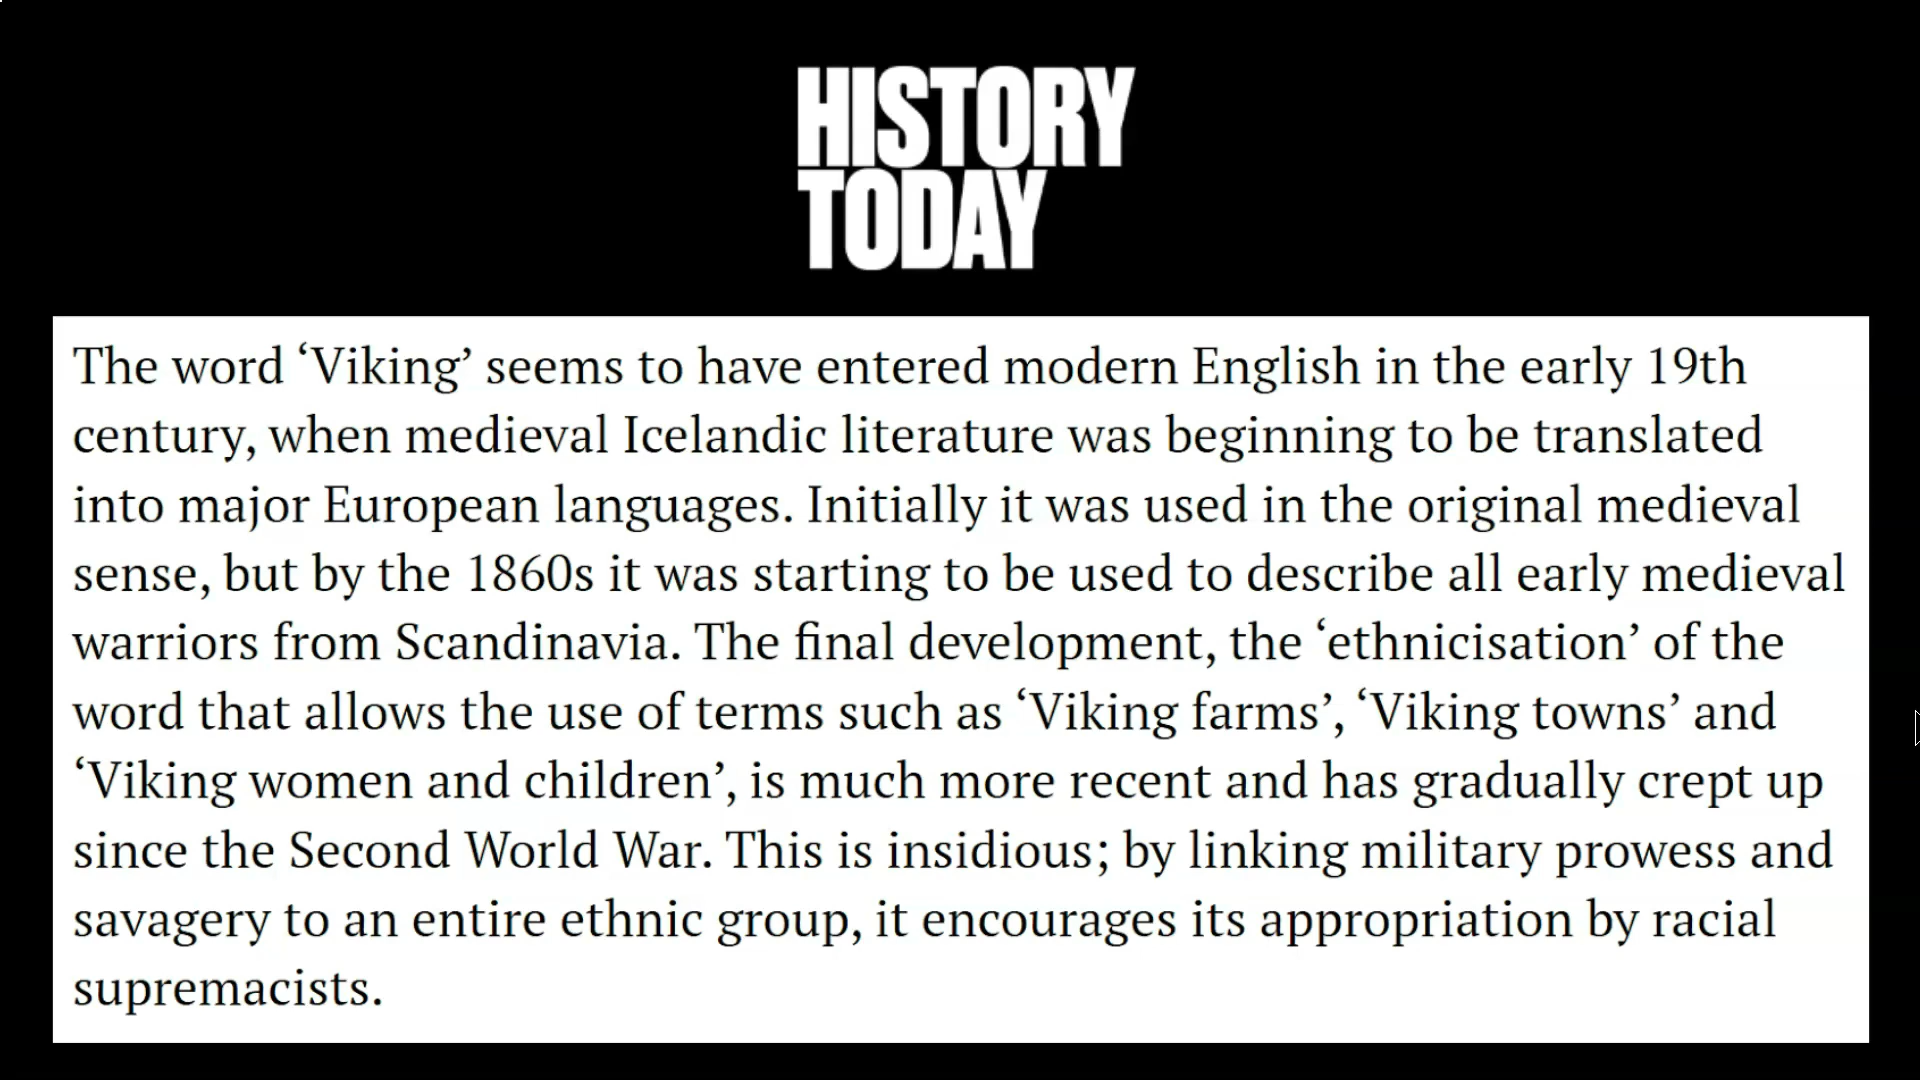 HISTORY
TODAY
The word ‘Viking’ seems to have entered modern English in the early 19th
century, when medieval Icelandic literature was beginning to be translated
into major European languages. Initially it was used in the original medieval
sense, but by the 1860s it was starting to be used to describe all early medieval
warriors from Scandinavia. The final development, the ‘ethnicisation’ of the
word that allows the use of terms such as ‘Viking farms’, ‘Viking towns’ and
‘Viking women and children’, is much more recent and has gradually crept up
since the Second World War. This is insidious; by linking military prowess and
savagery to an entire ethnic group, it encourages its appropriation by racial
supremacists.